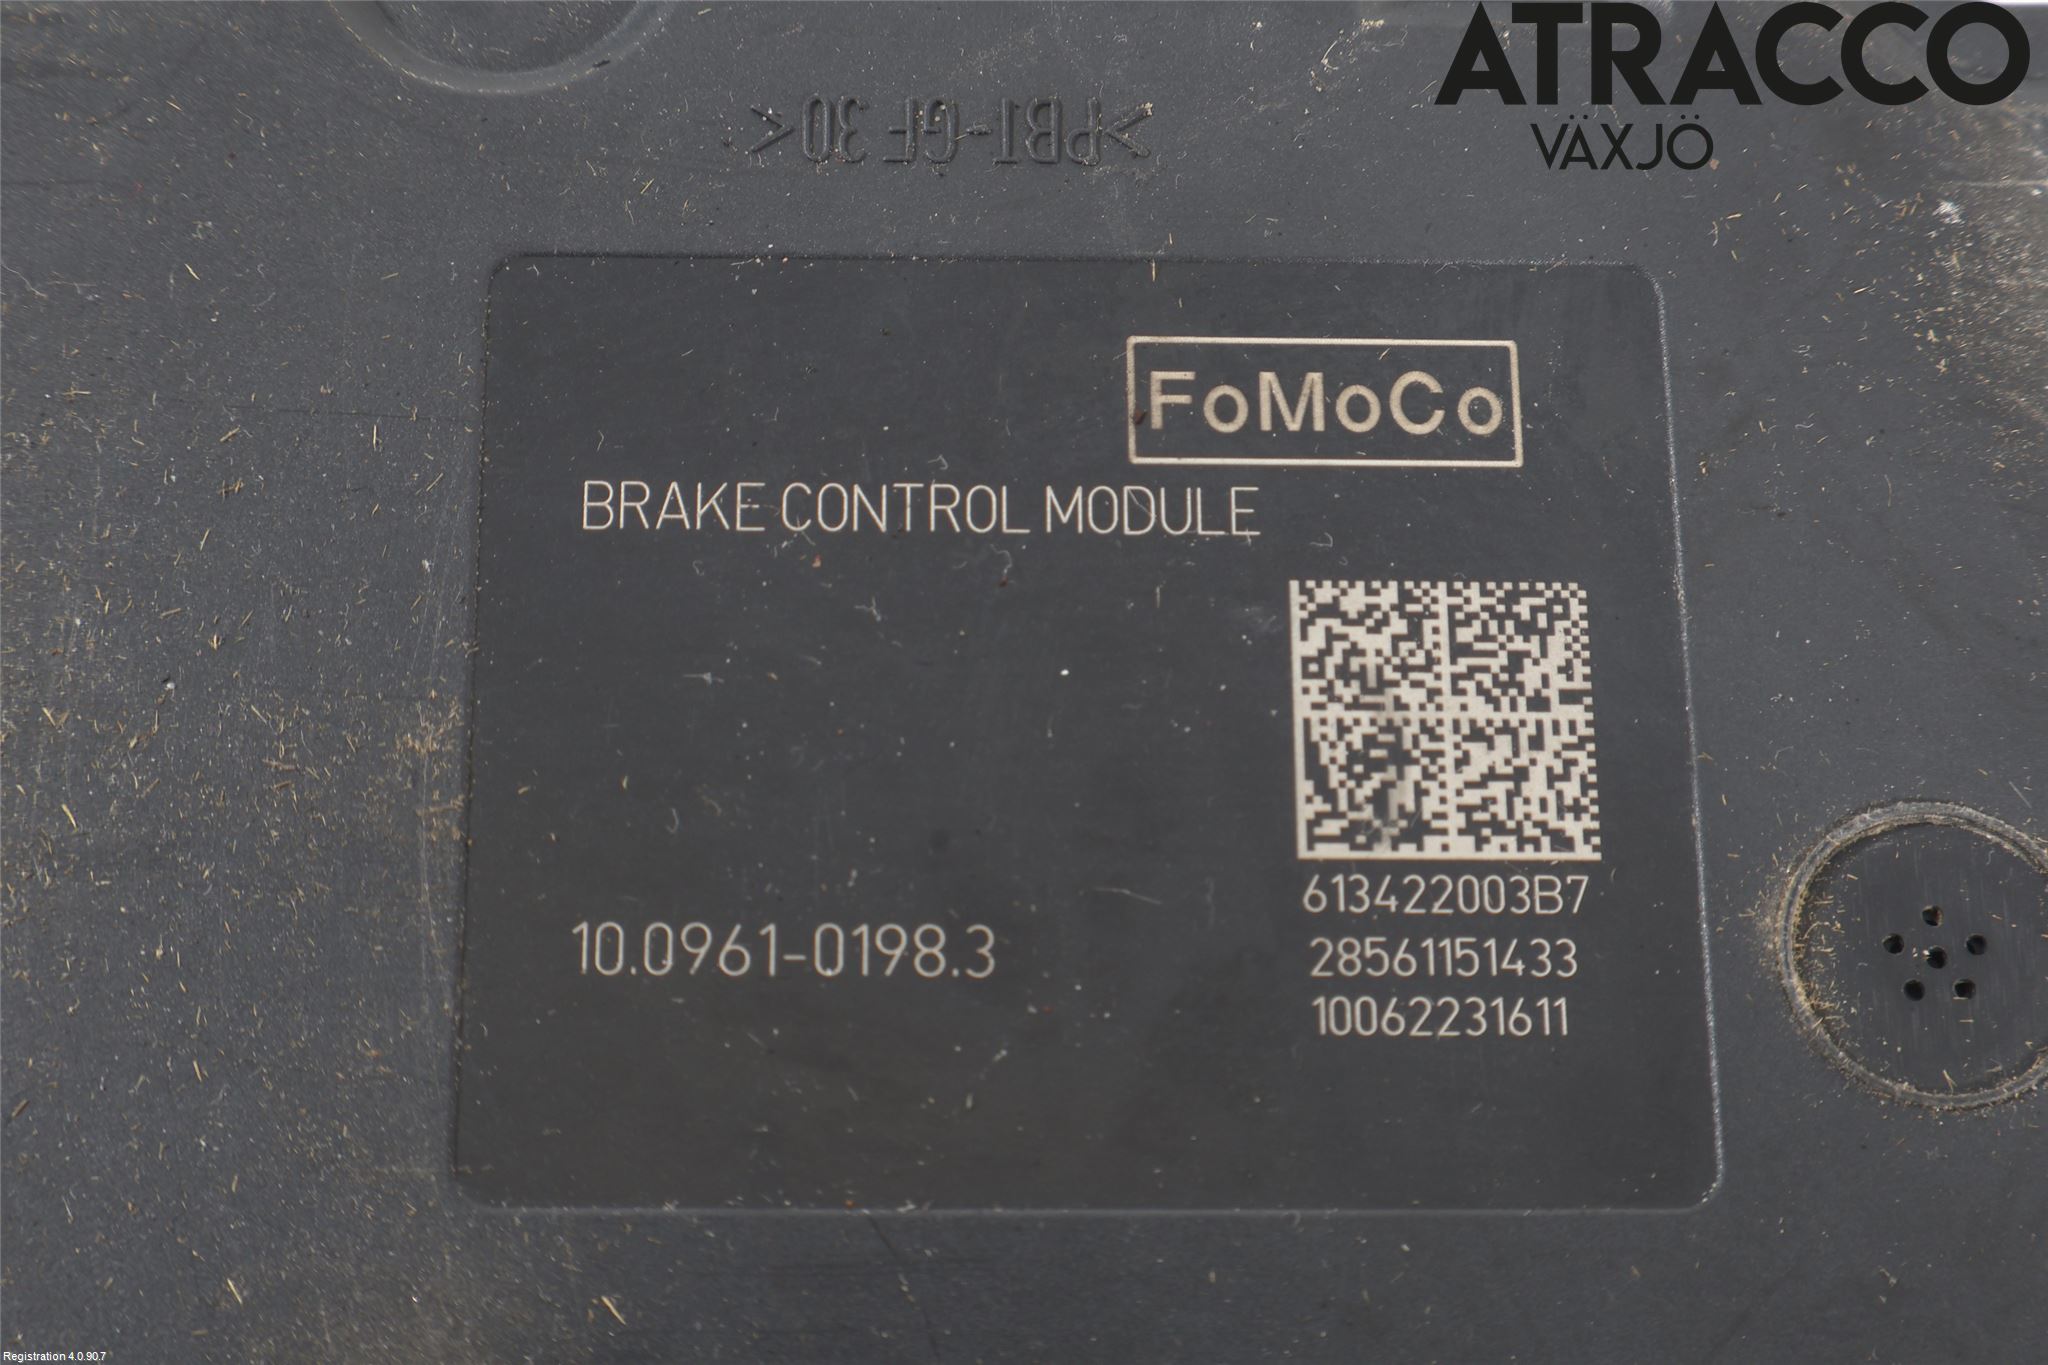 ATRACCO
VÄXJÖ
>PBT-GF 30<
FoMoCo
BRAKE CONTROL MODULE
613422003B7
10.0961-0198.3
28561151433
10062231611
Registration 4.0.90.7